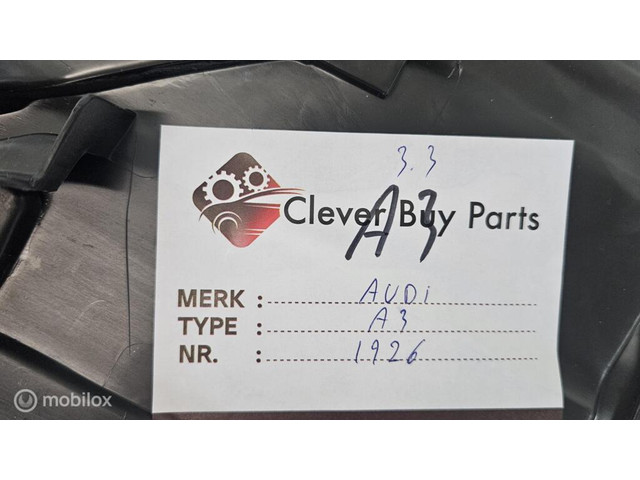 3.3
Clever Buy Parts
A3
MERK : AUDi
TYPE : A3
NR. : 1926
mobilox